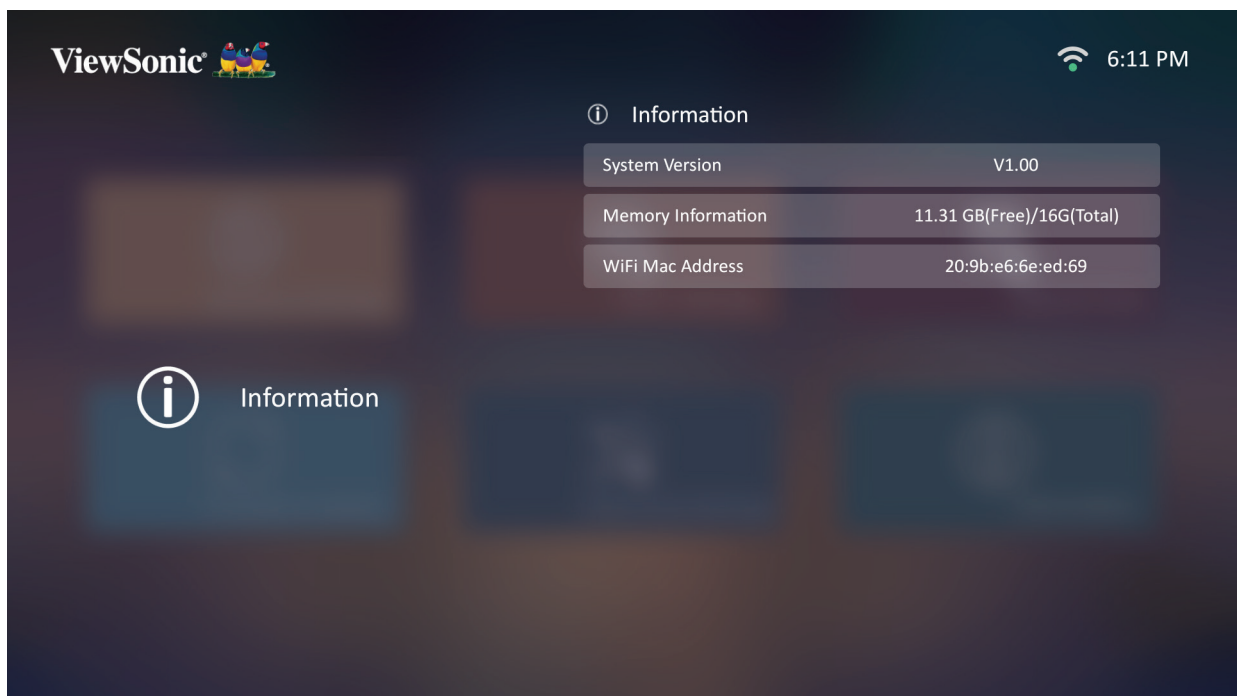 ViewSonic®
6:11 PM
Information
System Version V1.00
Memory Information 11.31 GB(Free)/16G(Total)
WiFi Mac Address 20:9b:e6:6e:ed:69
Information